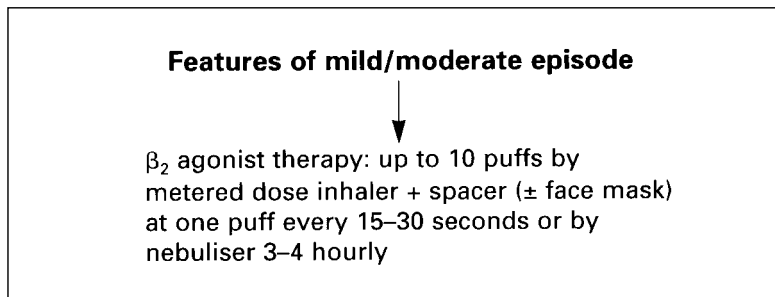 Features of mild/moderate episode
β₂ agonist therapy: up to 10 puffs by
metered dose inhaler + spacer (± face mask)
at one puff every 15–30 seconds or by
nebuliser 3–4 hourly